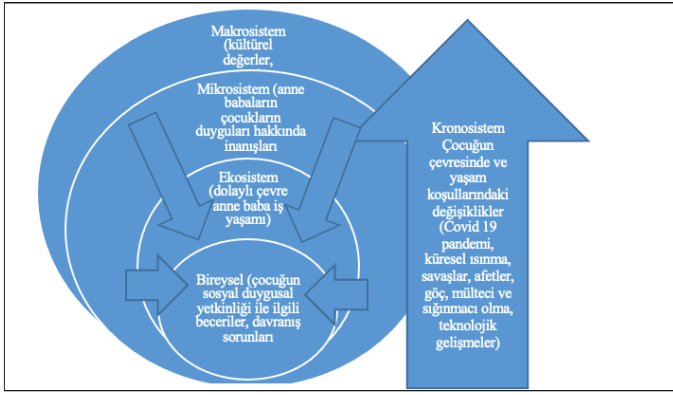 Makrosistem
(kültürel
değerler,
Mikrosistem (anne
babaların
çocukların
duyguları hakkında
inanışları
Ekosistem
(dolaylı çevre
anne baba iş
yaşamı)
Bireysel (çocuğun
sosyal duygusal
yetkinliği ile ilgili
beceriler, davranış
sorunları
Kronosistem
Çocuğun
çevresinde ve
yaşam
koşullarındaki
değişiklikler
(Covid 19
pandemi,
küresel ısınma,
savaşlar, afetler,
göç, mülteci ve
sığınmacı olma,
teknolojik
gelişmeler)